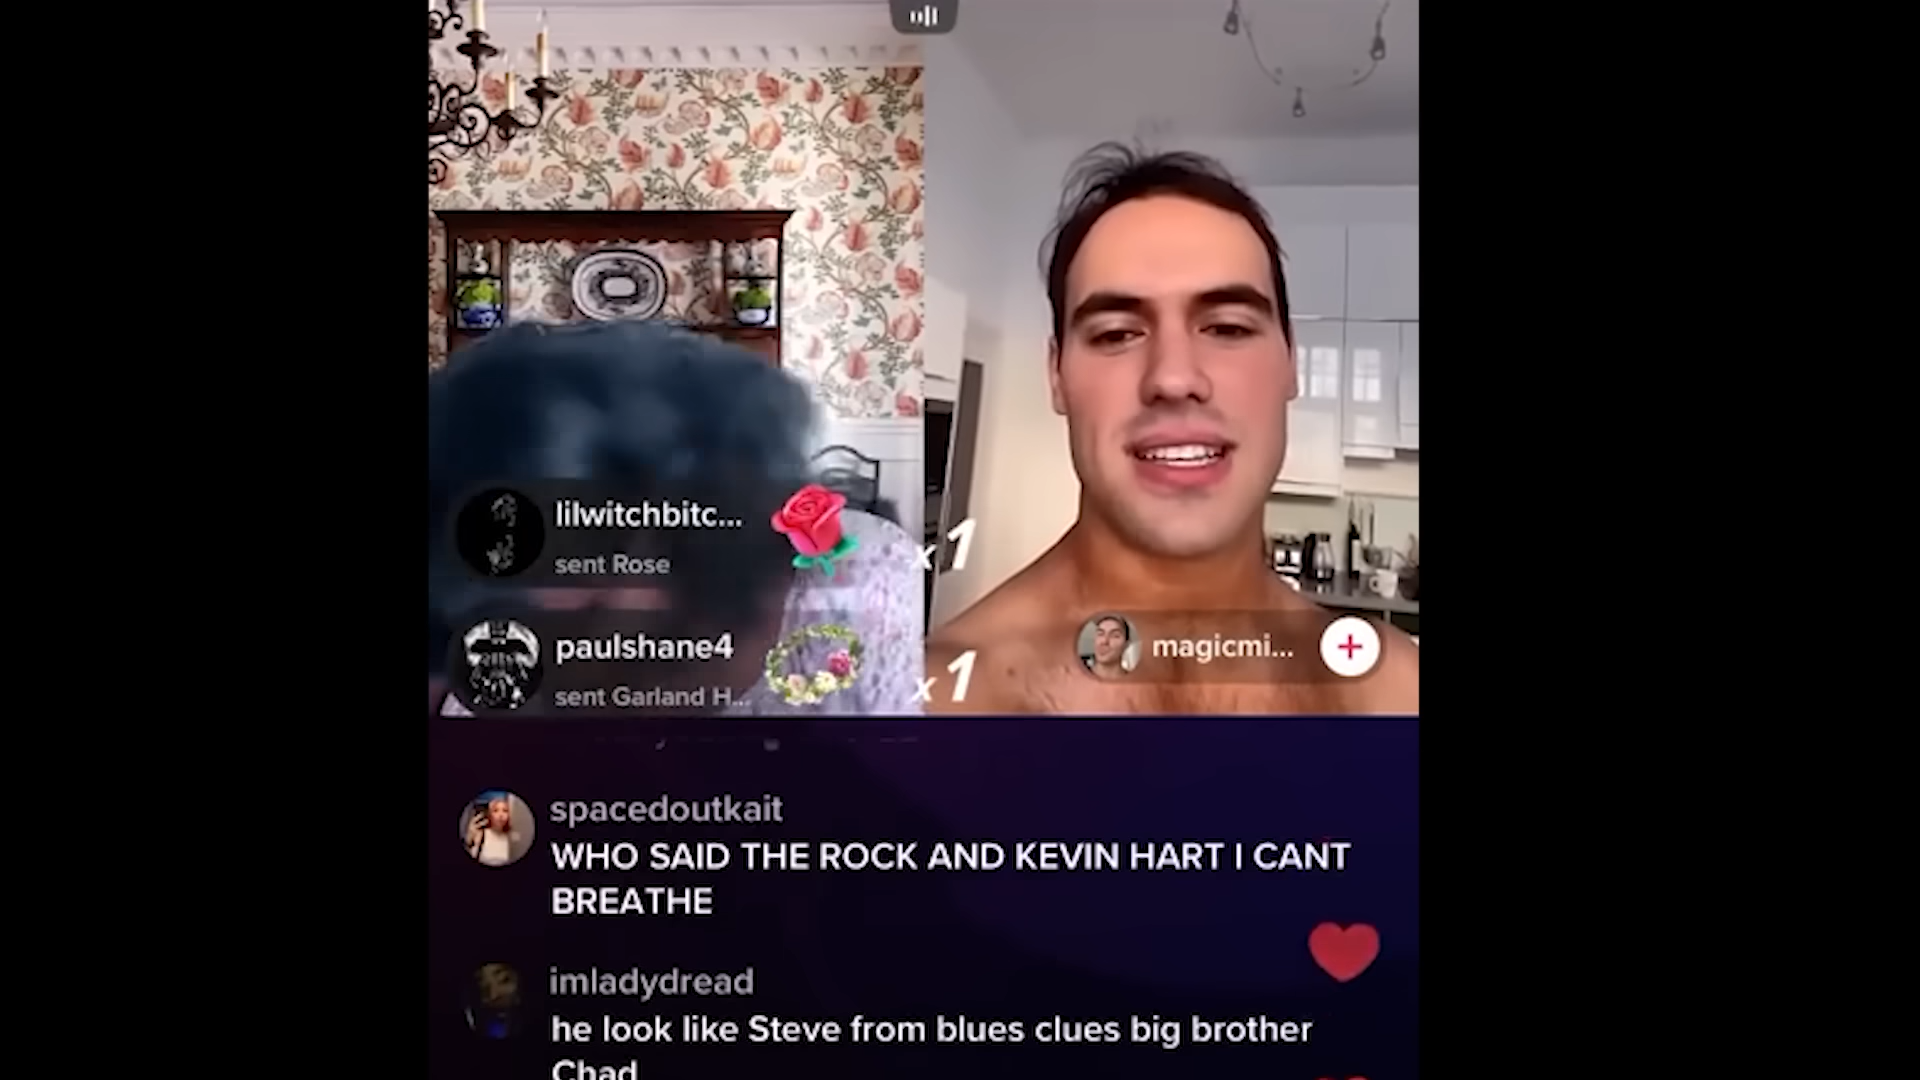 lilwitchbitc...
sent Rose
x1
paulshane4
sent Garland H...
x1
magicmi...
spacedoutkait
WHO SAID THE ROCK AND KEVIN HART I CANT
BREATHE
imladydread
he look like Steve from blues clues big brother
Chad